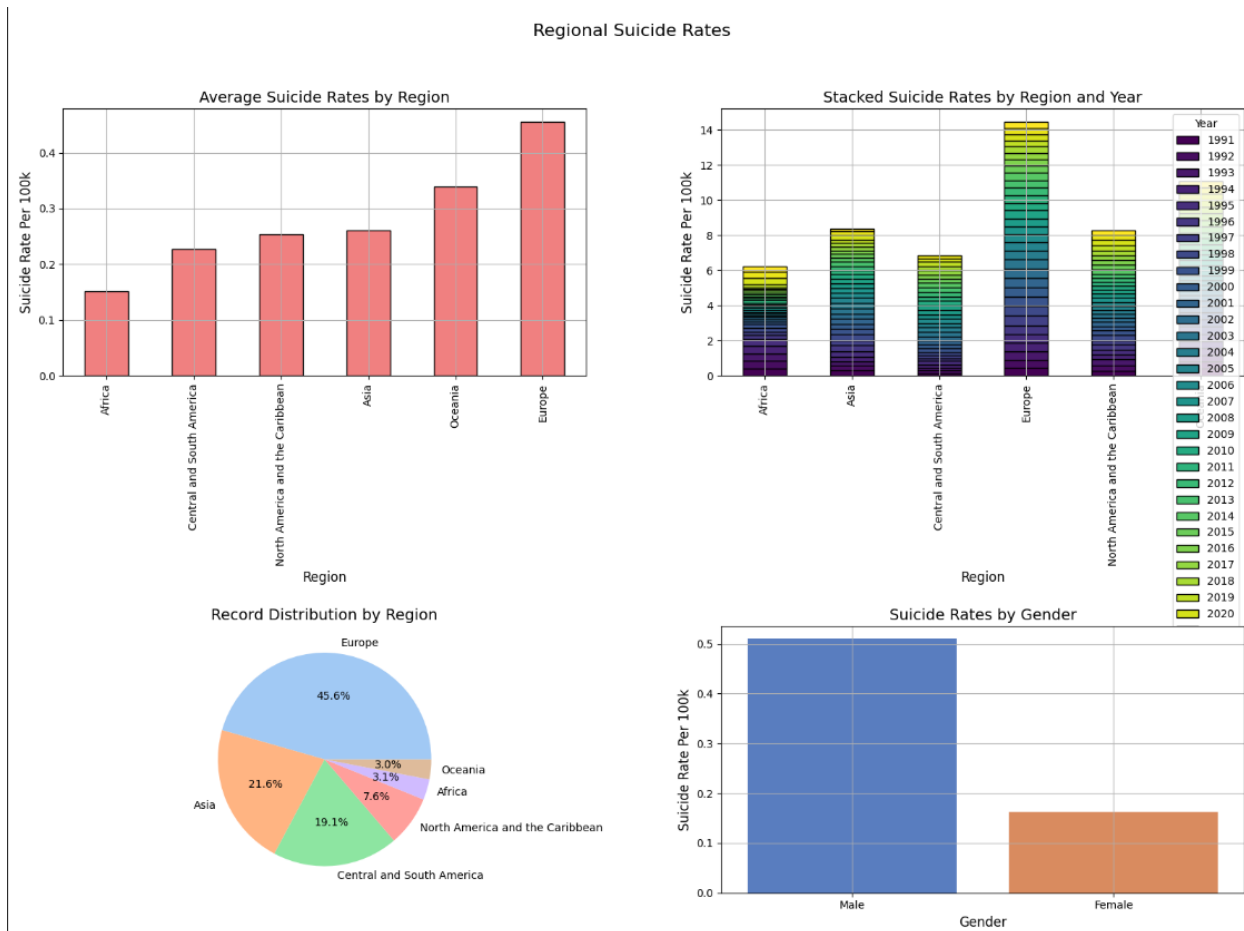 Regional Suicide Rates
Average Suicide Rates by Region
Suicide Rate Per 100k
0.4
0.3
0.2
0.1
0.0
Africa
Central and South America
North America and the Caribbean
Asia
Oceania
Europe
Region
Stacked Suicide Rates by Region and Year
Suicide Rate Per 100k
14
12
10
8
6
4
2
0
Africa
Asia
Central and South America
Europe
North America and the Caribbean
Region
Year
1991
1992
1993
1994
1995
1996
1997
1998
1999
2000
2001
2002
2003
2004
2005
2006
2007
2008
2009
2010
2011
2012
2013
2014
2015
2016
2017
2018
2019
2020
Record Distribution by Region
Europe
45.6%
Asia
21.6%
Central and South America
19.1%
North America and the Caribbean
7.6%
Africa
3.1%
Oceania
3.0%
Suicide Rates by Gender
Suicide Rate Per 100k
0.5
0.4
0.3
0.2
0.1
0.0
Male
Female
Gender